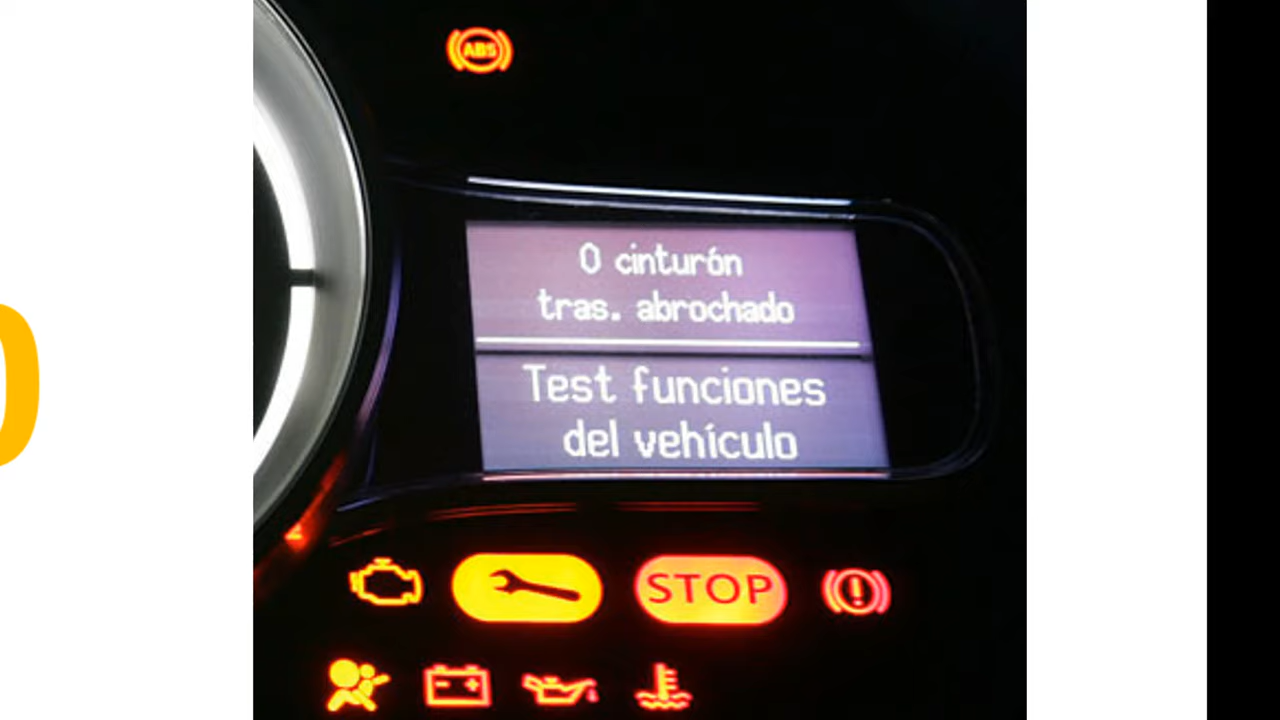 ABS
0 cinturón
tras. abrochado
Test funciones
del vehículo
STOP